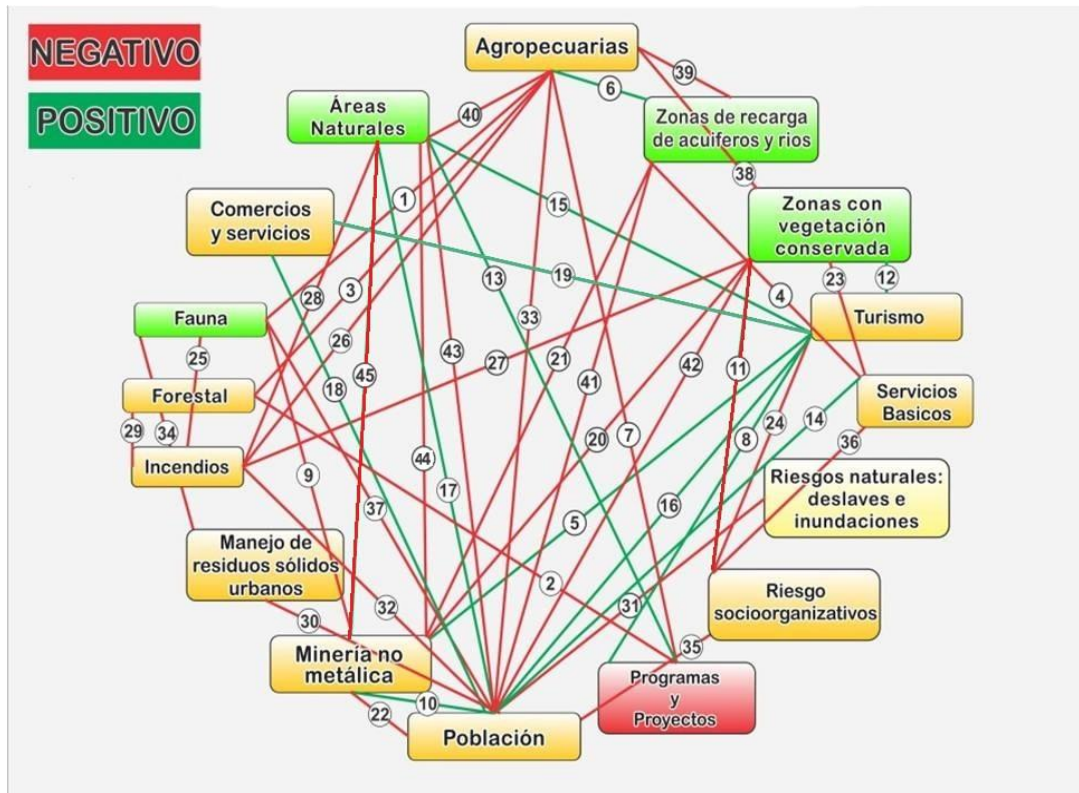 NEGATIVO
POSITIVO
Agropecuarias
39
6
Zonas de recarga
de acuiferos y rios
Áreas
Naturales
40
38
1
15
Comercios
y servicios
Zonas con
vegetación
conservada
19
13
23
12
28
3
4
Fauna
33
Turismo
26
25
43
21
27
42
11
18
45
41
Forestal
Servicios
Basicos
29
34
20
7
24
14
8
36
Incendios
44
9
17
Riesgos naturales:
deslaves e
inundaciones
37
16
5
Manejo de
residuos sólidos
urbanos
2
Riesgo
socioorganizativos
32
31
30
35
Minería no
metálica
Programas
y
Proyectos
10
22
Población